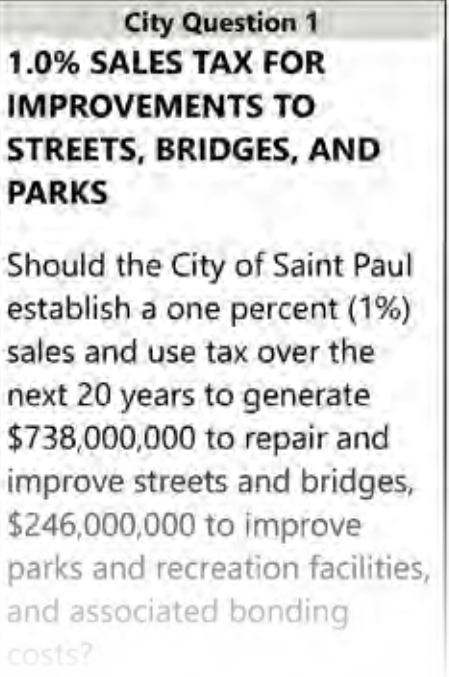 City Question 1
1.0% SALES TAX FOR
IMPROVEMENTS TO
STREETS, BRIDGES, AND
PARKS
Should the City of Saint Paul
establish a one percent (1%)
sales and use tax over the
next 20 years to generate
$738,000,000 to repair and
improve streets and bridges,
$246,000,000 to improve
parks and recreation facilities,
and associated bonding
costs?